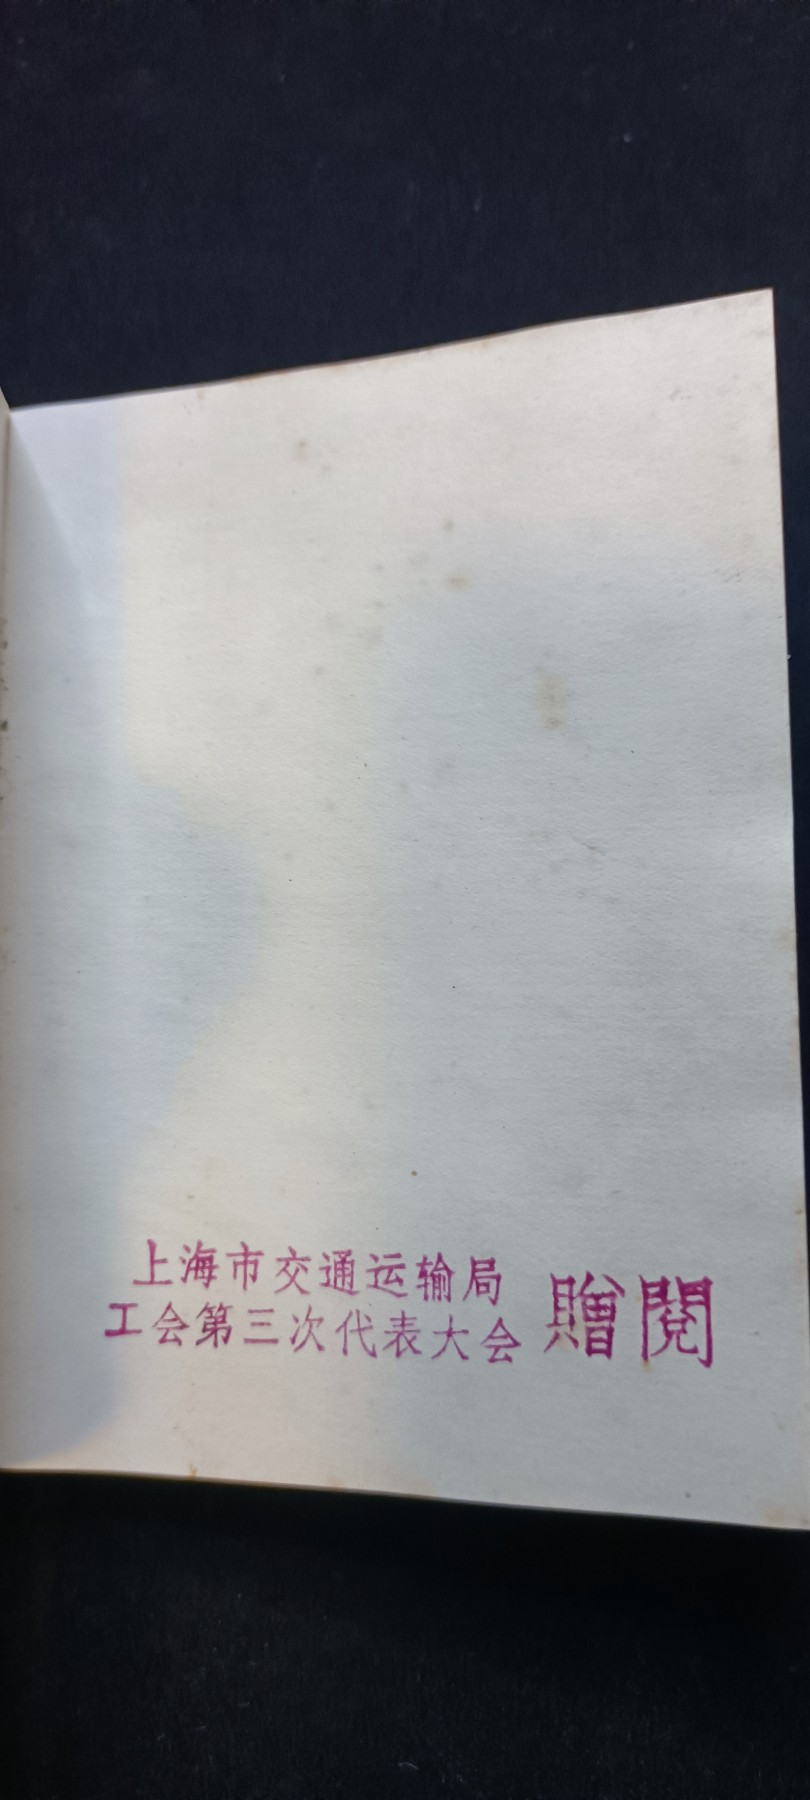 上海市交通运输局
工会第三次代表大会
贈閱